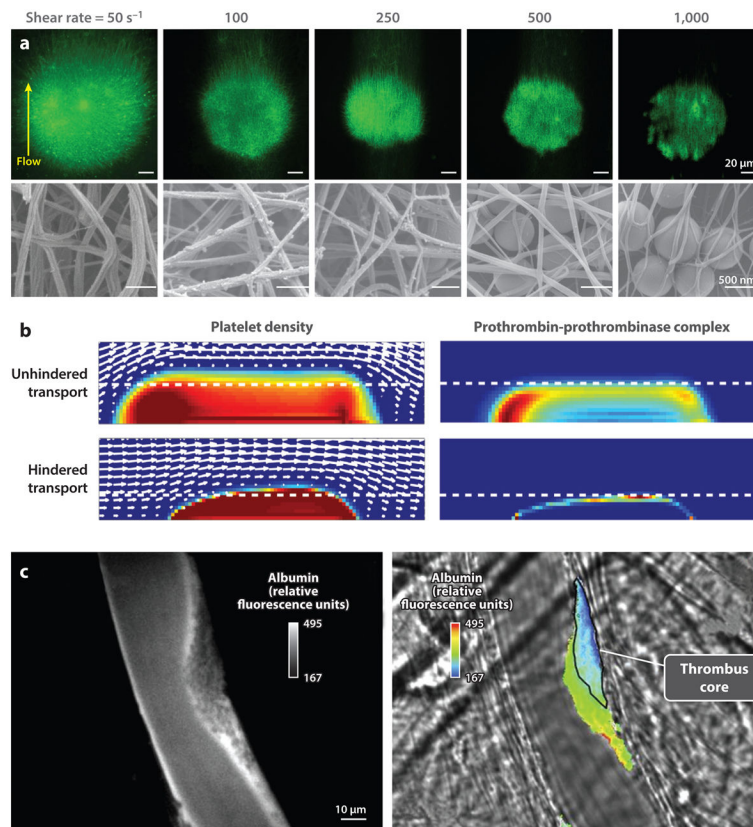 Shear rate = 50 s⁻¹ 100 250 500 1,000
a
Flow
20 µm
500 nm
b
Platelet density Prothrombin-prothrombinase complex
Unhindered
transport
Hindered
transport
c
Albumin
(relative
fluorescence units)
495
167
10 µm
Albumin
(relative
fluorescence units)
495
167
Thrombus
core